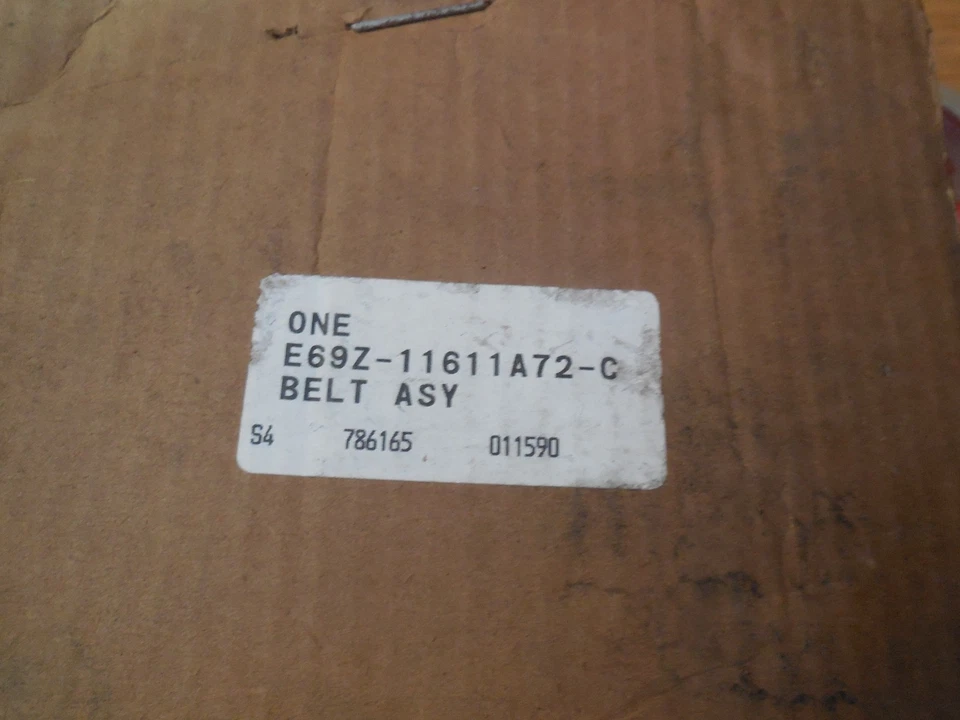 ONE
E69Z-11611A72-C
BELT ASY
S4 786165 011590